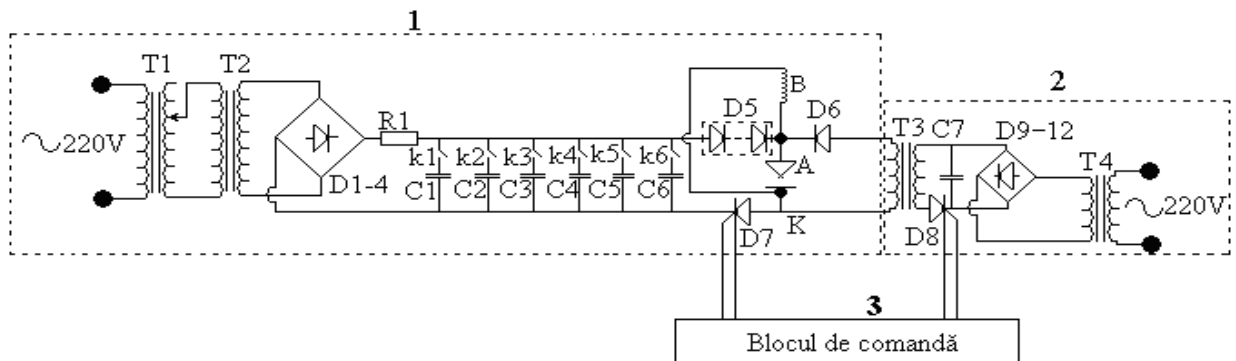 1
T1 T2
220V
D1-4
R1
k1 k2 k3 k4 k5 k6
C1 C2 C3 C4 C5 C6
B
D5 D6
A
K
D7
2
T3 C7 D9-12
T4
220V
D8
3
Blocul de comandă